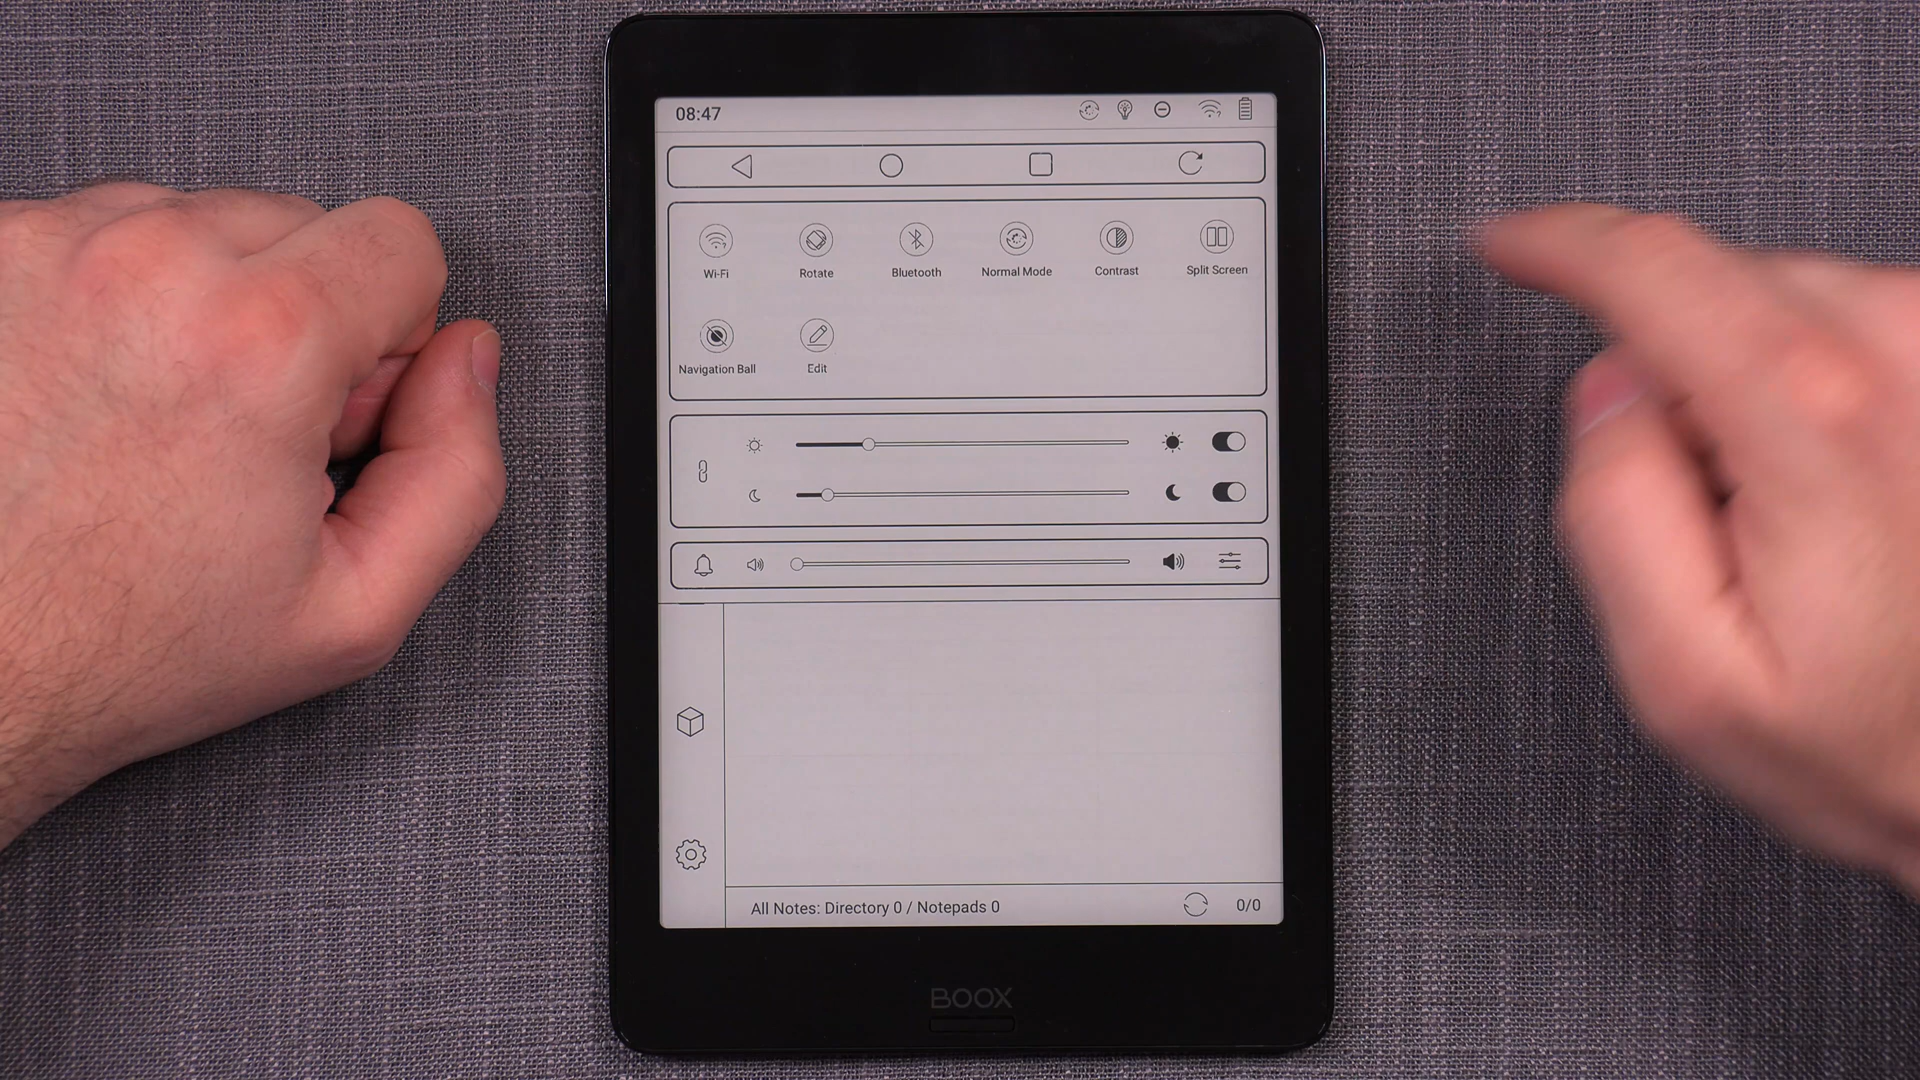 08:47
Wi-Fi Rotate Bluetooth Normal Mode Contrast Split Screen
Navigation Ball Edit
All Notes: Directory 0 / Notepads 0 0/0
BOOX